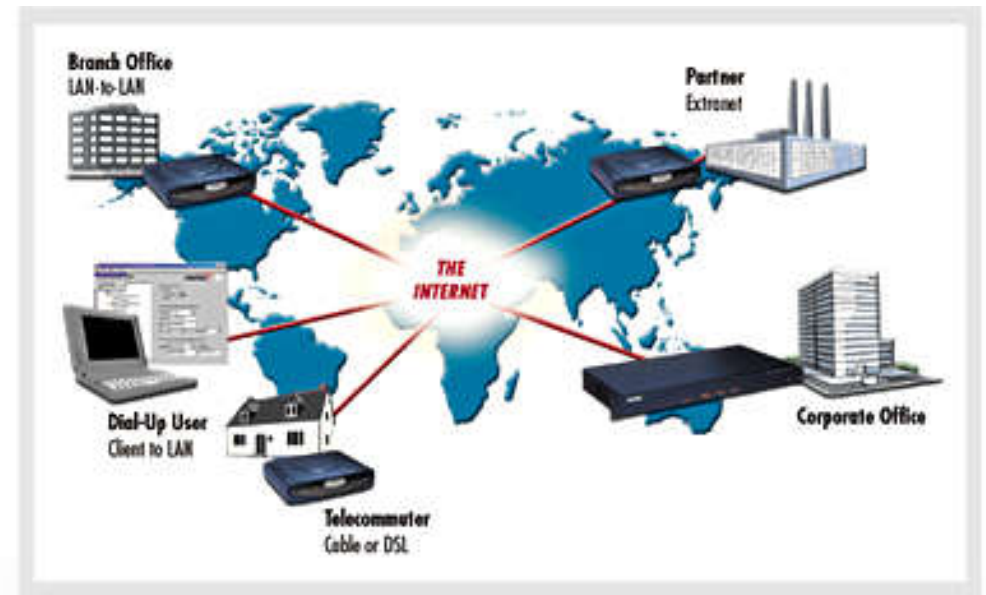 Branch Office
LAN-to-LAN
Partner
Extranet
THE
INTERNET
Dial-Up User
Client to LAN
Corporate Office
Telecommuter
Cable or DSL